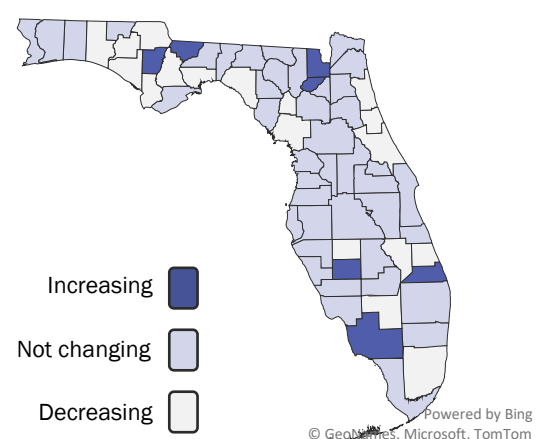 Increasing
Not changing
Decreasing
Powered by Bing
© GeoNames, Microsoft, TomTom